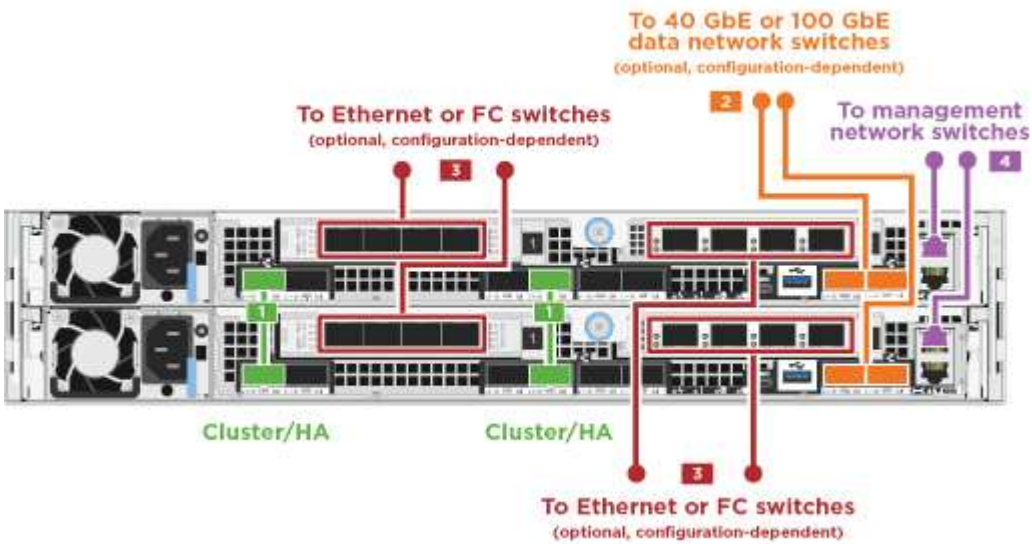 To 40 GbE or 100 GbE
data network switches
(optional, configuration-dependent)
2
To management
network switches
4
To Ethernet or FC switches
(optional, configuration-dependent)
3
1
1
1
1
1
Cluster/HA
Cluster/HA
3
To Ethernet or FC switches
(optional, configuration-dependent)